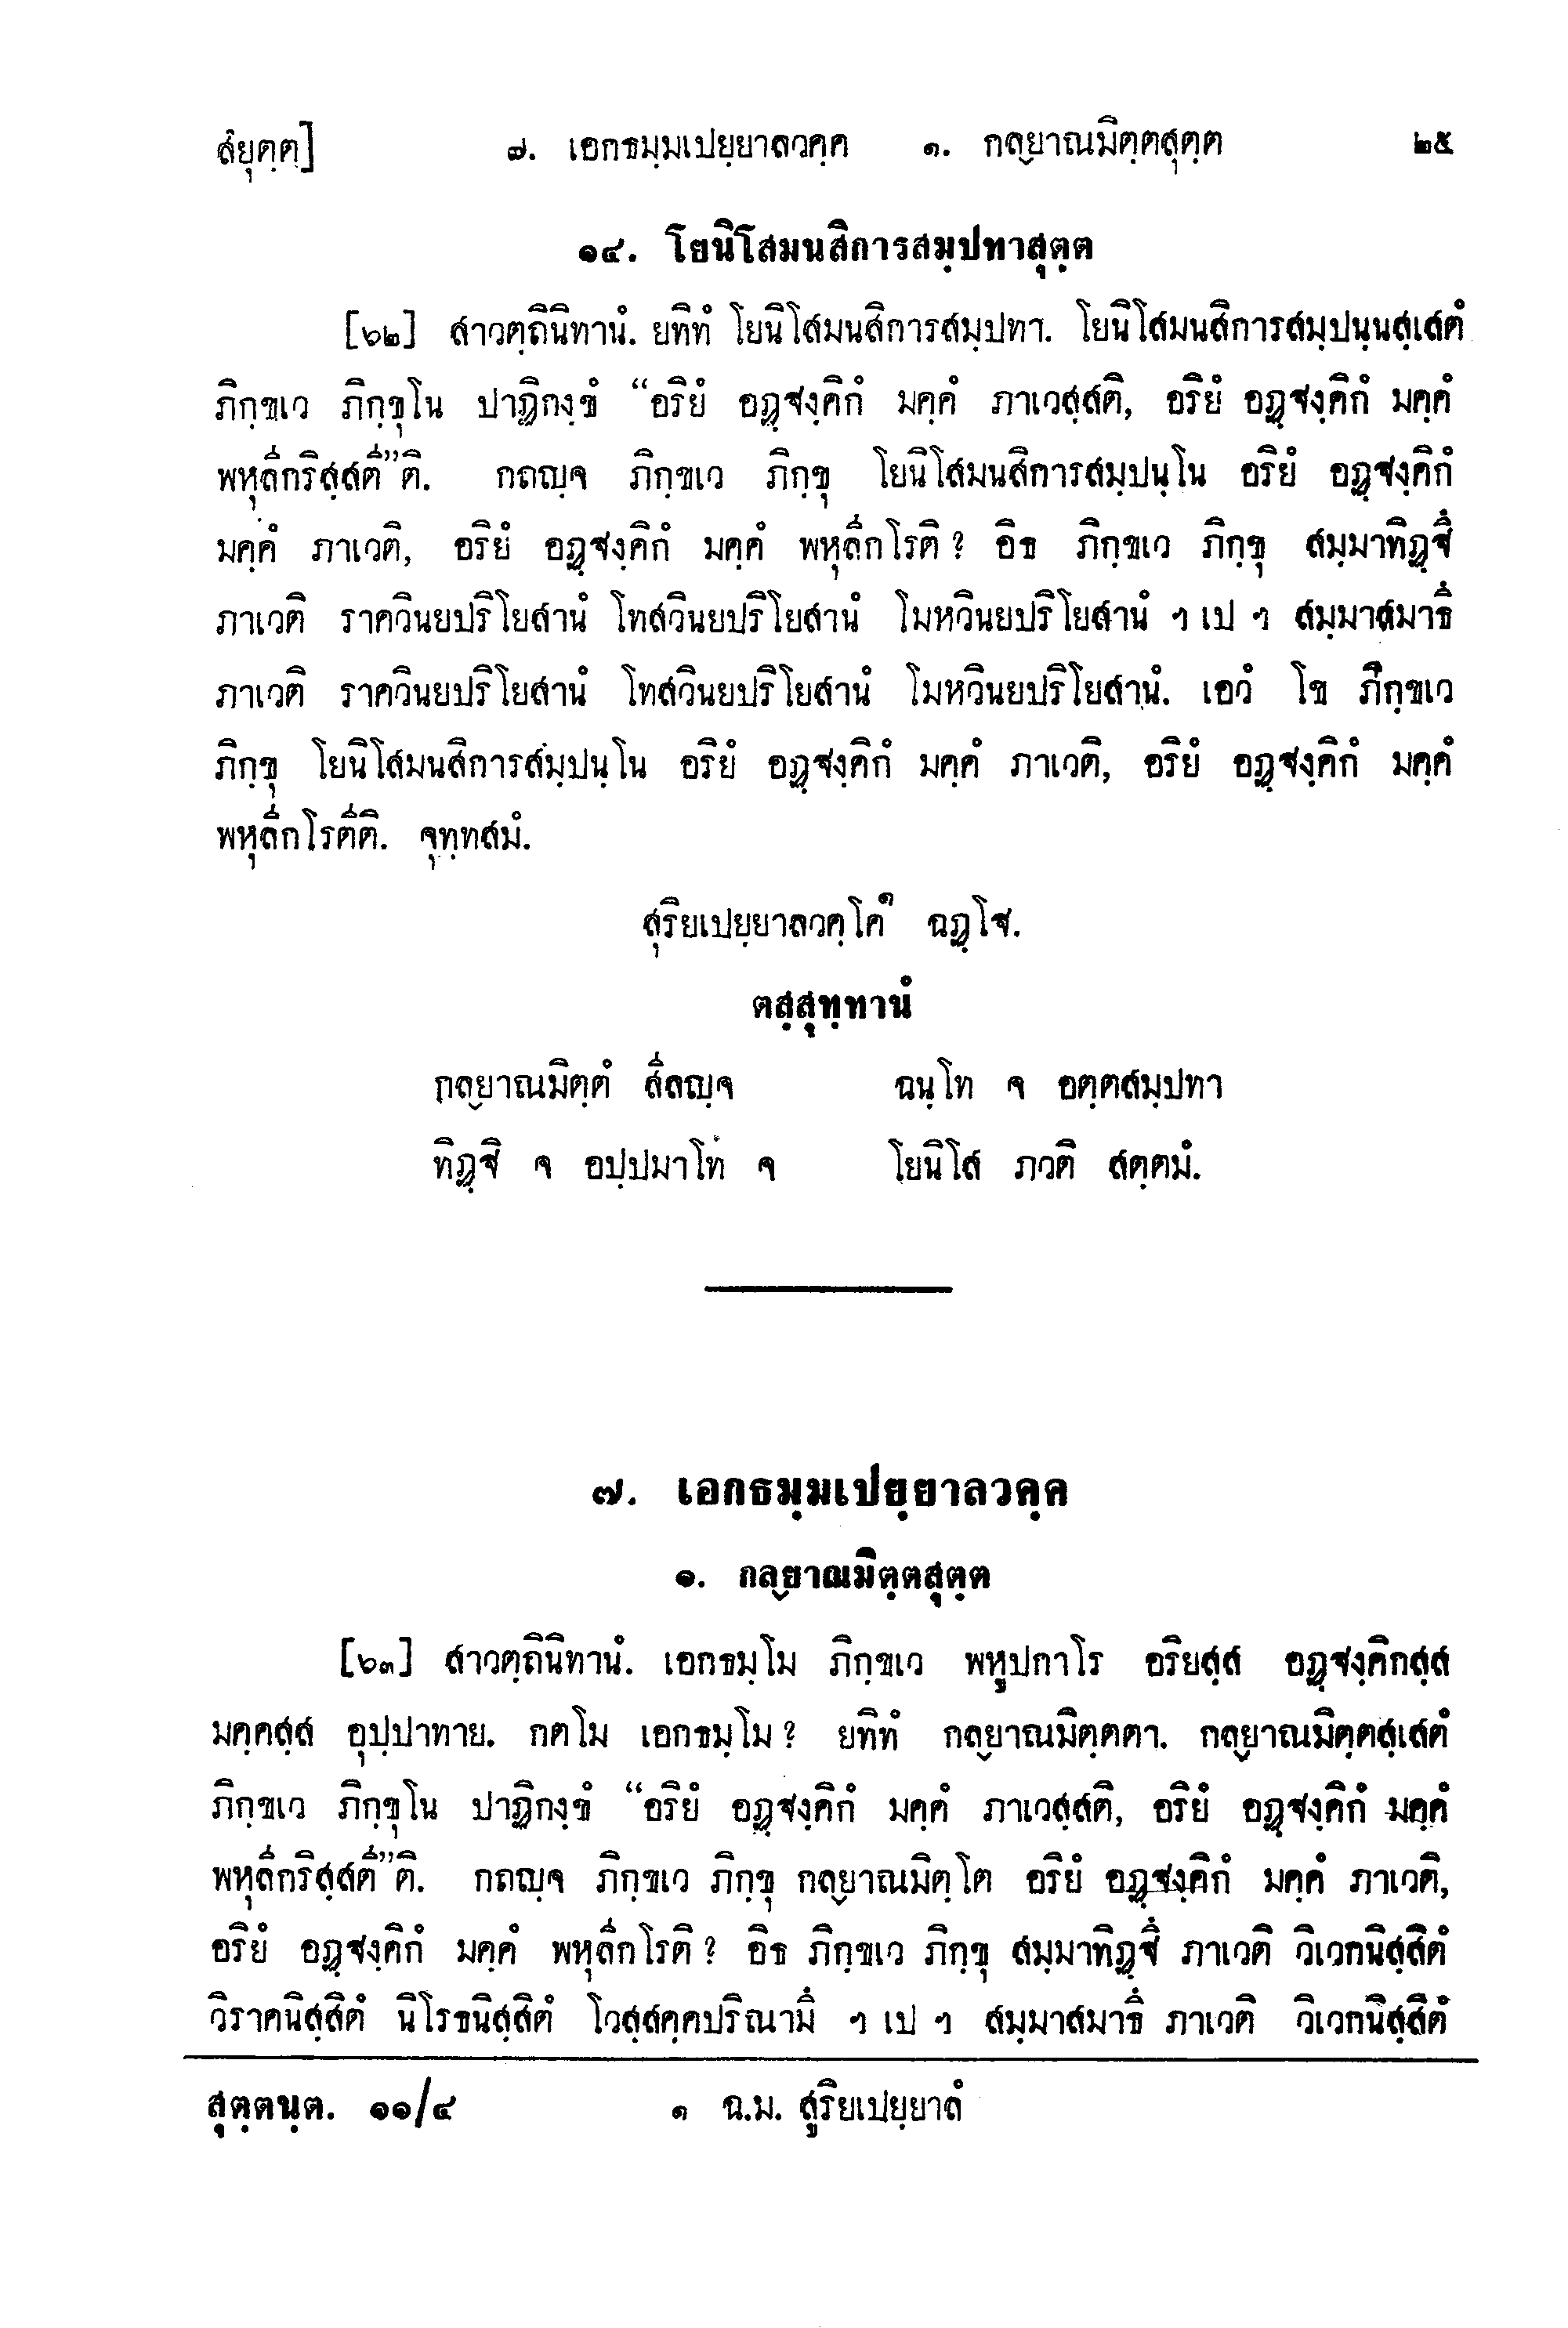 สํยุตฺต] ๗. เอกธมฺมเปยฺยาลวคฺค ๑. กลฺยาณมิตฺตสุตฺต ๒๕
๑๔. โยนิโสมนสิการสมฺปทาสุตฺต
[๖๒] สาวตฺถินิทานํ. ยทิทํ โยนิโสมนสิการสมฺปทา. โยนิโสมนสิการสมฺปนฺนสฺเสตํ
ภิกฺขเว ภิกฺขุโน ปาฏิกงฺขํ “อริยํ อฏฺฐงฺคิกํ มคฺคํ ภาเวสฺสติ, อริยํ อฏฺฐงฺคิกํ มคฺคํ
พหุลีกริสฺสตี”ติ. กถญฺจ ภิกฺขเว ภิกฺขุ โยนิโสมนสิการสมฺปนฺโน อริยํ อฏฺฐงฺคิกํ
มคฺคํ ภาเวติ, อริยํ อฏฺฐงฺคิกํ มคฺคํ พหุลีกโรติ ? อิธ ภิกฺขเว ภิกฺขุ สมฺมาทิฏฺฐึ
ภาเวติ ราควินยปริโยสานํ โทสวินยปริโยสานํ โมหวินยปริโยสานํ ฯ เป ฯ สมฺมาสมาธึ
ภาเวติ ราควินยปริโยสานํ โทสวินยปริโยสานํ โมหวินยปริโยสานํ. เอวํ โข ภิกฺขเว
ภิกฺขุ โยนิโสมนสิการสมฺปนฺโน อริยํ อฏฺฐงฺคิกํ มคฺคํ ภาเวติ, อริยํ อฏฺฐงฺคิกํ มคฺคํ
พหุลีกโรตีติ. จุทฺทสมํ.
สุริยเปยฺยาลวคฺโค๑ ฉฏฺโฐ.
ตสฺสุทฺทานํ
กลฺยาณมิตฺตํ สีลญฺจ ฉนฺโท จ อตฺตสมฺปทา
ทิฏฺฐิ จ อปฺปมาโท จ โยนิโส ภวติ สตฺตมํ.
๗. เอกธมฺมเปยฺยาลวคฺค
๑. กลฺยาณมิตฺตสุตฺต
[๖๓] สาวตฺถินิทานํ. เอกธมฺโม ภิกฺขเว พหูปกาโร อริยสฺส อฏฺฐงฺคิกสฺส
มคฺคสฺส อุปฺปาทาย. กตโม เอกธมฺโม ? ยทิทํ กลฺยาณมิตฺตตา. กลฺยาณมิตฺตสฺเสตํ
ภิกฺขเว ภิกฺขุโน ปาฏิกงฺขํ “อริยํ อฏฺฐงฺคิกํ มคฺคํ ภาเวสฺสติ, อริยํ อฏฺฐงฺคิกํ มคฺคํ
พหุลีกริสฺสตี”ติ. กถญฺจ ภิกฺขเว ภิกฺขุ กลฺยาณมิตฺโต อริยํ อฏฺฐงฺคิกํ มคฺคํ ภาเวติ,
อริยํ อฏฺฐงฺคิกํ มคฺคํ พหุลีกโรติ ? อิธ ภิกฺขเว ภิกฺขุ สมฺมาทิฏฺฐึ ภาเวติ วิเวกนิสฺสิตํ
วิราคนิสฺสิตํ นิโรธนิสฺสิตํ โวสฺสคฺคปริณามึ ฯ เป ฯ สมฺมาสมาธึ ภาเวติ วิเวกนิสฺสิตํ
สุตฺตนฺต. ๑๑/๔ ๑ ฉ.ม. สูริยเปยฺยาลํ